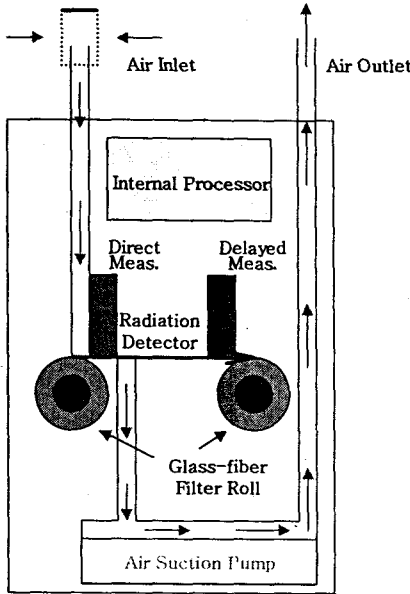 Air Inlet
Air Outlet
Internal Processor
Direct
Meas.
Delayed
Meas.
Radiation
Detector
Glass-fiber
Filter Roll
Air Suction Pump